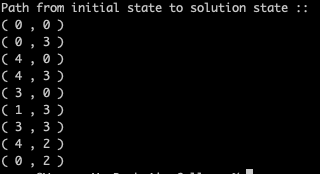 Path from initial state to solution state ::
( 0 , 0 )
( 0 , 3 )
( 4 , 0 )
( 4 , 3 )
( 3 , 0 )
( 1 , 3 )
( 3 , 3 )
( 4 , 2 )
( 0 , 2 )